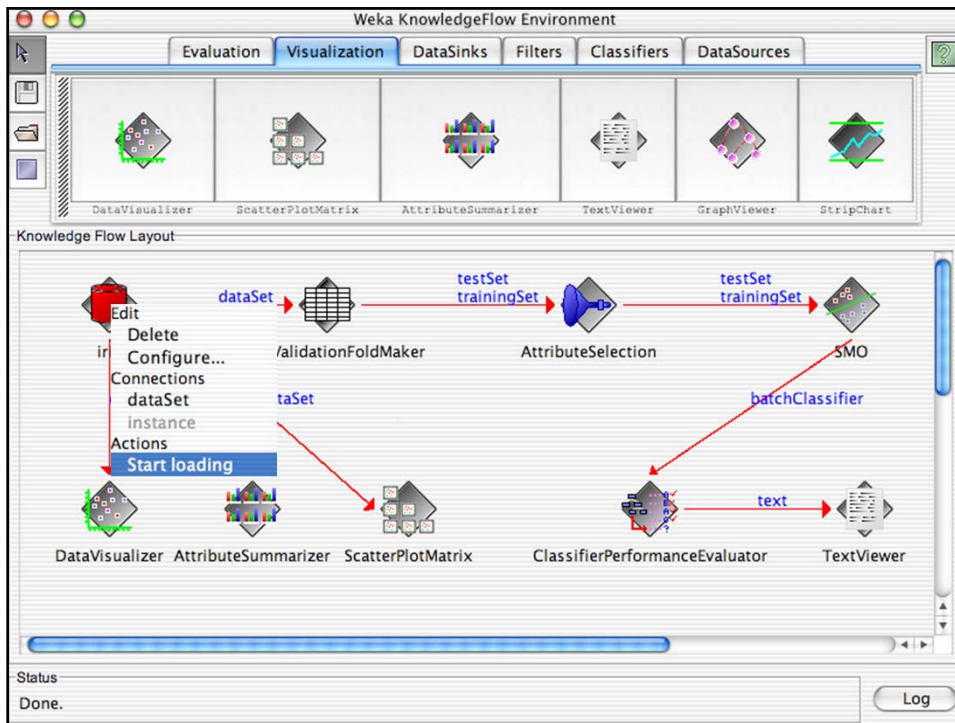 Weka KnowledgeFlow Environment
Evaluation Visualization DataSinks Filters Classifiers DataSources
DataVisualizer ScatterPlotMatrix AttributeSummarizer TextViewer GraphViewer StripChart
Knowledge Flow Layout
dataSet
testSet
trainingSet
testSet
trainingSet
iri
ValidationFoldMaker
AttributeSelection
SMO
Edit
Delete
Configure...
Connections
dataSet
instance
Actions
Start loading
taSet
batchClassifier
text
DataVisualizer AttributeSummarizer ScatterPlotMatrix ClassifierPerformanceEvaluator TextViewer
Status
Done.
Log